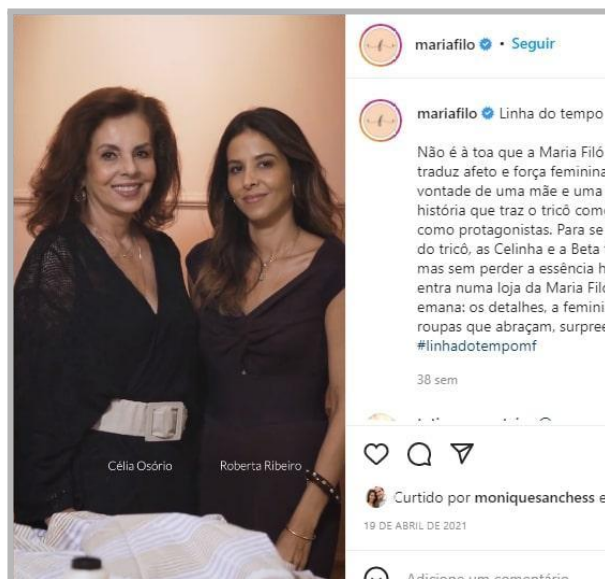 Célia Osório
Roberta Ribeiro
mariafilo • Seguir
mariafilo Linha do tempo
Não é à toa que a Maria Filó
traduz afeto e força feminina
vontade de uma mãe e uma
história que traz o tricô como
como protagonistas. Para se
do tricô, as Celinha e a Beta
mas sem perder a essência
entra numa loja da Maria Filó
emana: os detalhes, a
roupas que abraçam,
#linhadotempomf
38 sem
Curtido por moniquesanchess e
19 DE ABRIL DE 2021
Adicione um comentário